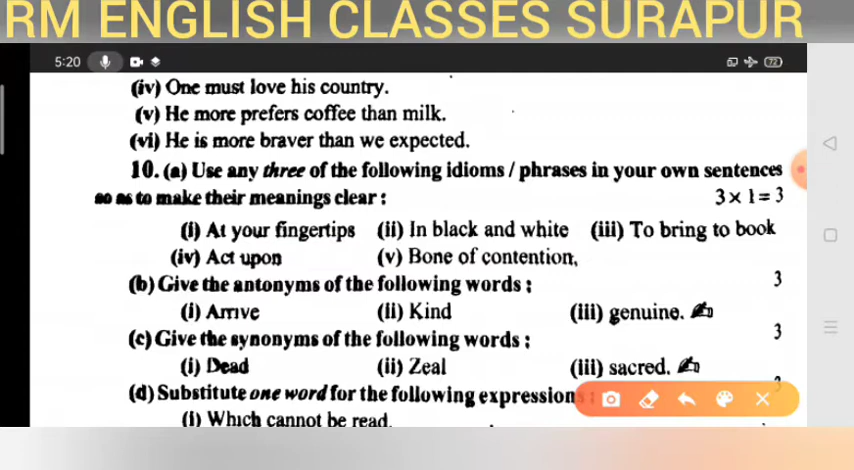 RM ENGLISH CLASSES SURAPUR
5:20
72
(iv) One must love his country.
(v) He more prefers coffee than milk.
(vi) He is more braver than we expected.
10. (a) Use any three of the following idioms / phrases in your own sentences
so as to make their meanings clear : 3 × 1 = 3
(i) At your fingertips (ii) In black and white (iii) To bring to book
(iv) Act upon (v) Bone of contention,
(b) Give the antonyms of the following words : 3
(i) Arrive (ii) Kind (iii) genuine.
(c) Give the synonyms of the following words : 3
(i) Dead (ii) Zeal (iii) sacred.
(d) Substitute one word for the following expressions : 3
(i) Which cannot be read.